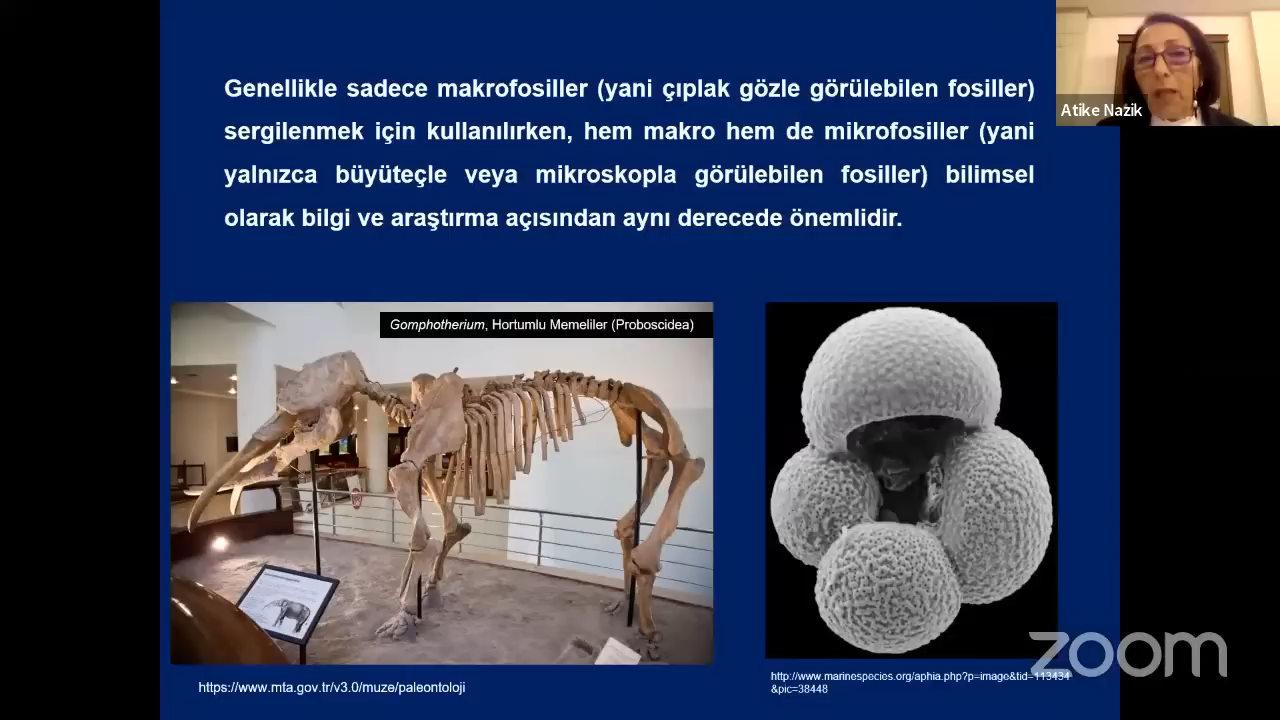 Genellikle sadece makrofosiller (yani çıplak gözle görülebilen fosiller)
sergilenmek için kullanılırken, hem makro hem de mikrofosiller (yani
yalnızca büyüteçle veya mikroskopla görülebilen fosiller) bilimsel
olarak bilgi ve araştırma açısından aynı derecede önemlidir.
Atike Nazik
Gomphotherium, Hortumlu Memeliler (Proboscidea)
https://www.mta.gov.tr/v3.0/muze/paleontoloji
http://www.marinespecies.org/aphia.php?p=image&tid=113434
&pic=38448
zoom